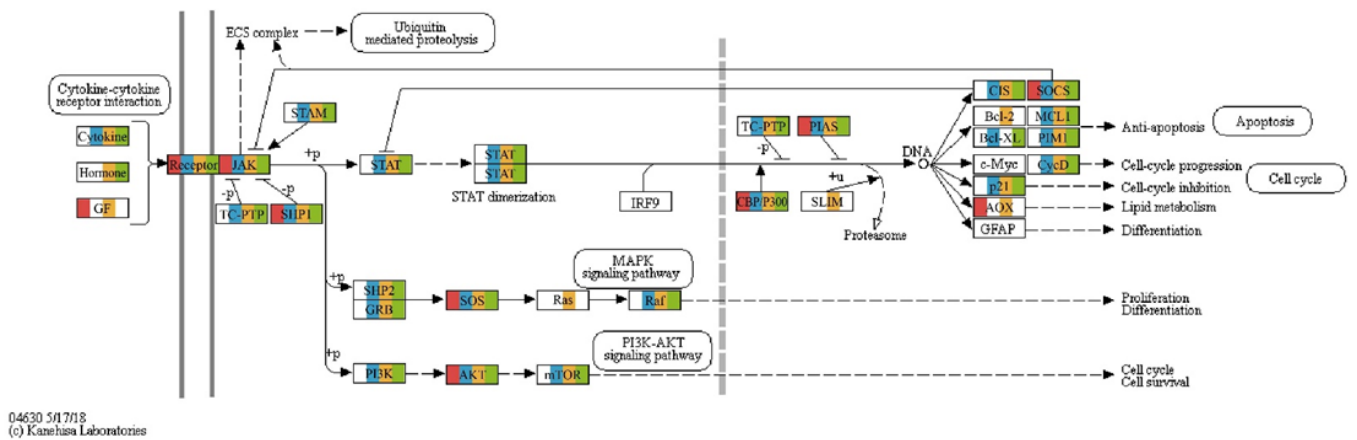 ECS complex
Ubiquitin
mediated proteolysis
Cytokine-cytokine
receptor interaction
Cytokine
Hormone
GF
Receptor
JAK
STAM
+p
-p
-p
TC-PTP
SHP1
STAT
STAT
STAT
STAT dimerization
IRF9
TC-PTP
PIAS
-p
+u
CBP/P300
SLIM
Proteasome
DNA
CIS
SOCS
Bcl-2
MCL1
Bcl-XL
PIM1
c-Myc
CycD
p21
AOX
GFAP
Anti-apoptosis
Apoptosis
Cell-cycle progression
Cell-cycle inhibition
Cell cycle
Lipid metabolism
Differentiation
+p
SHP2
GRB
SOS
Ras
Raf
MAPK
signaling pathway
Proliferation
Differentiation
+p
PI3K
AKT
mTOR
PI3K-AKT
signaling pathway
Cell cycle
Cell survival
04630 5/17/18
(c) Kanehisa Laboratories